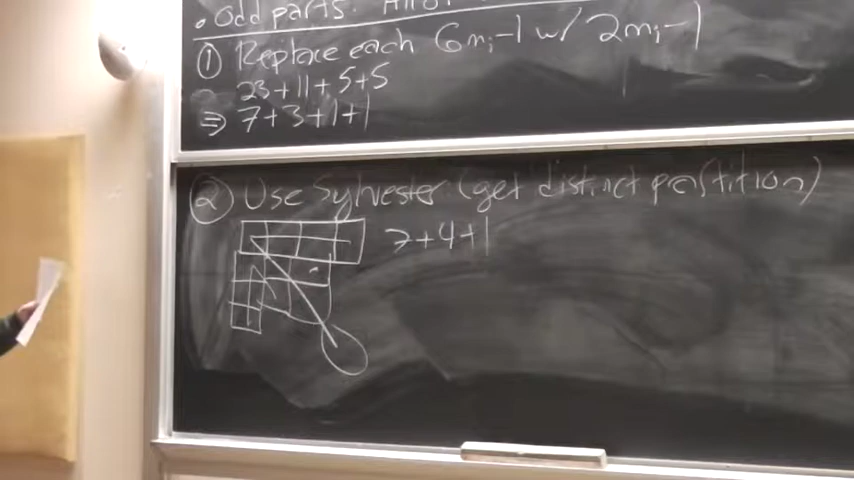 . Odd parts.
① Replace each 6mᵢ-1 w/ 2mᵢ-1
23+11+5+5
⇒ 7+3+1+1
② Use Sylvester (get distinct partition)
7+4+1